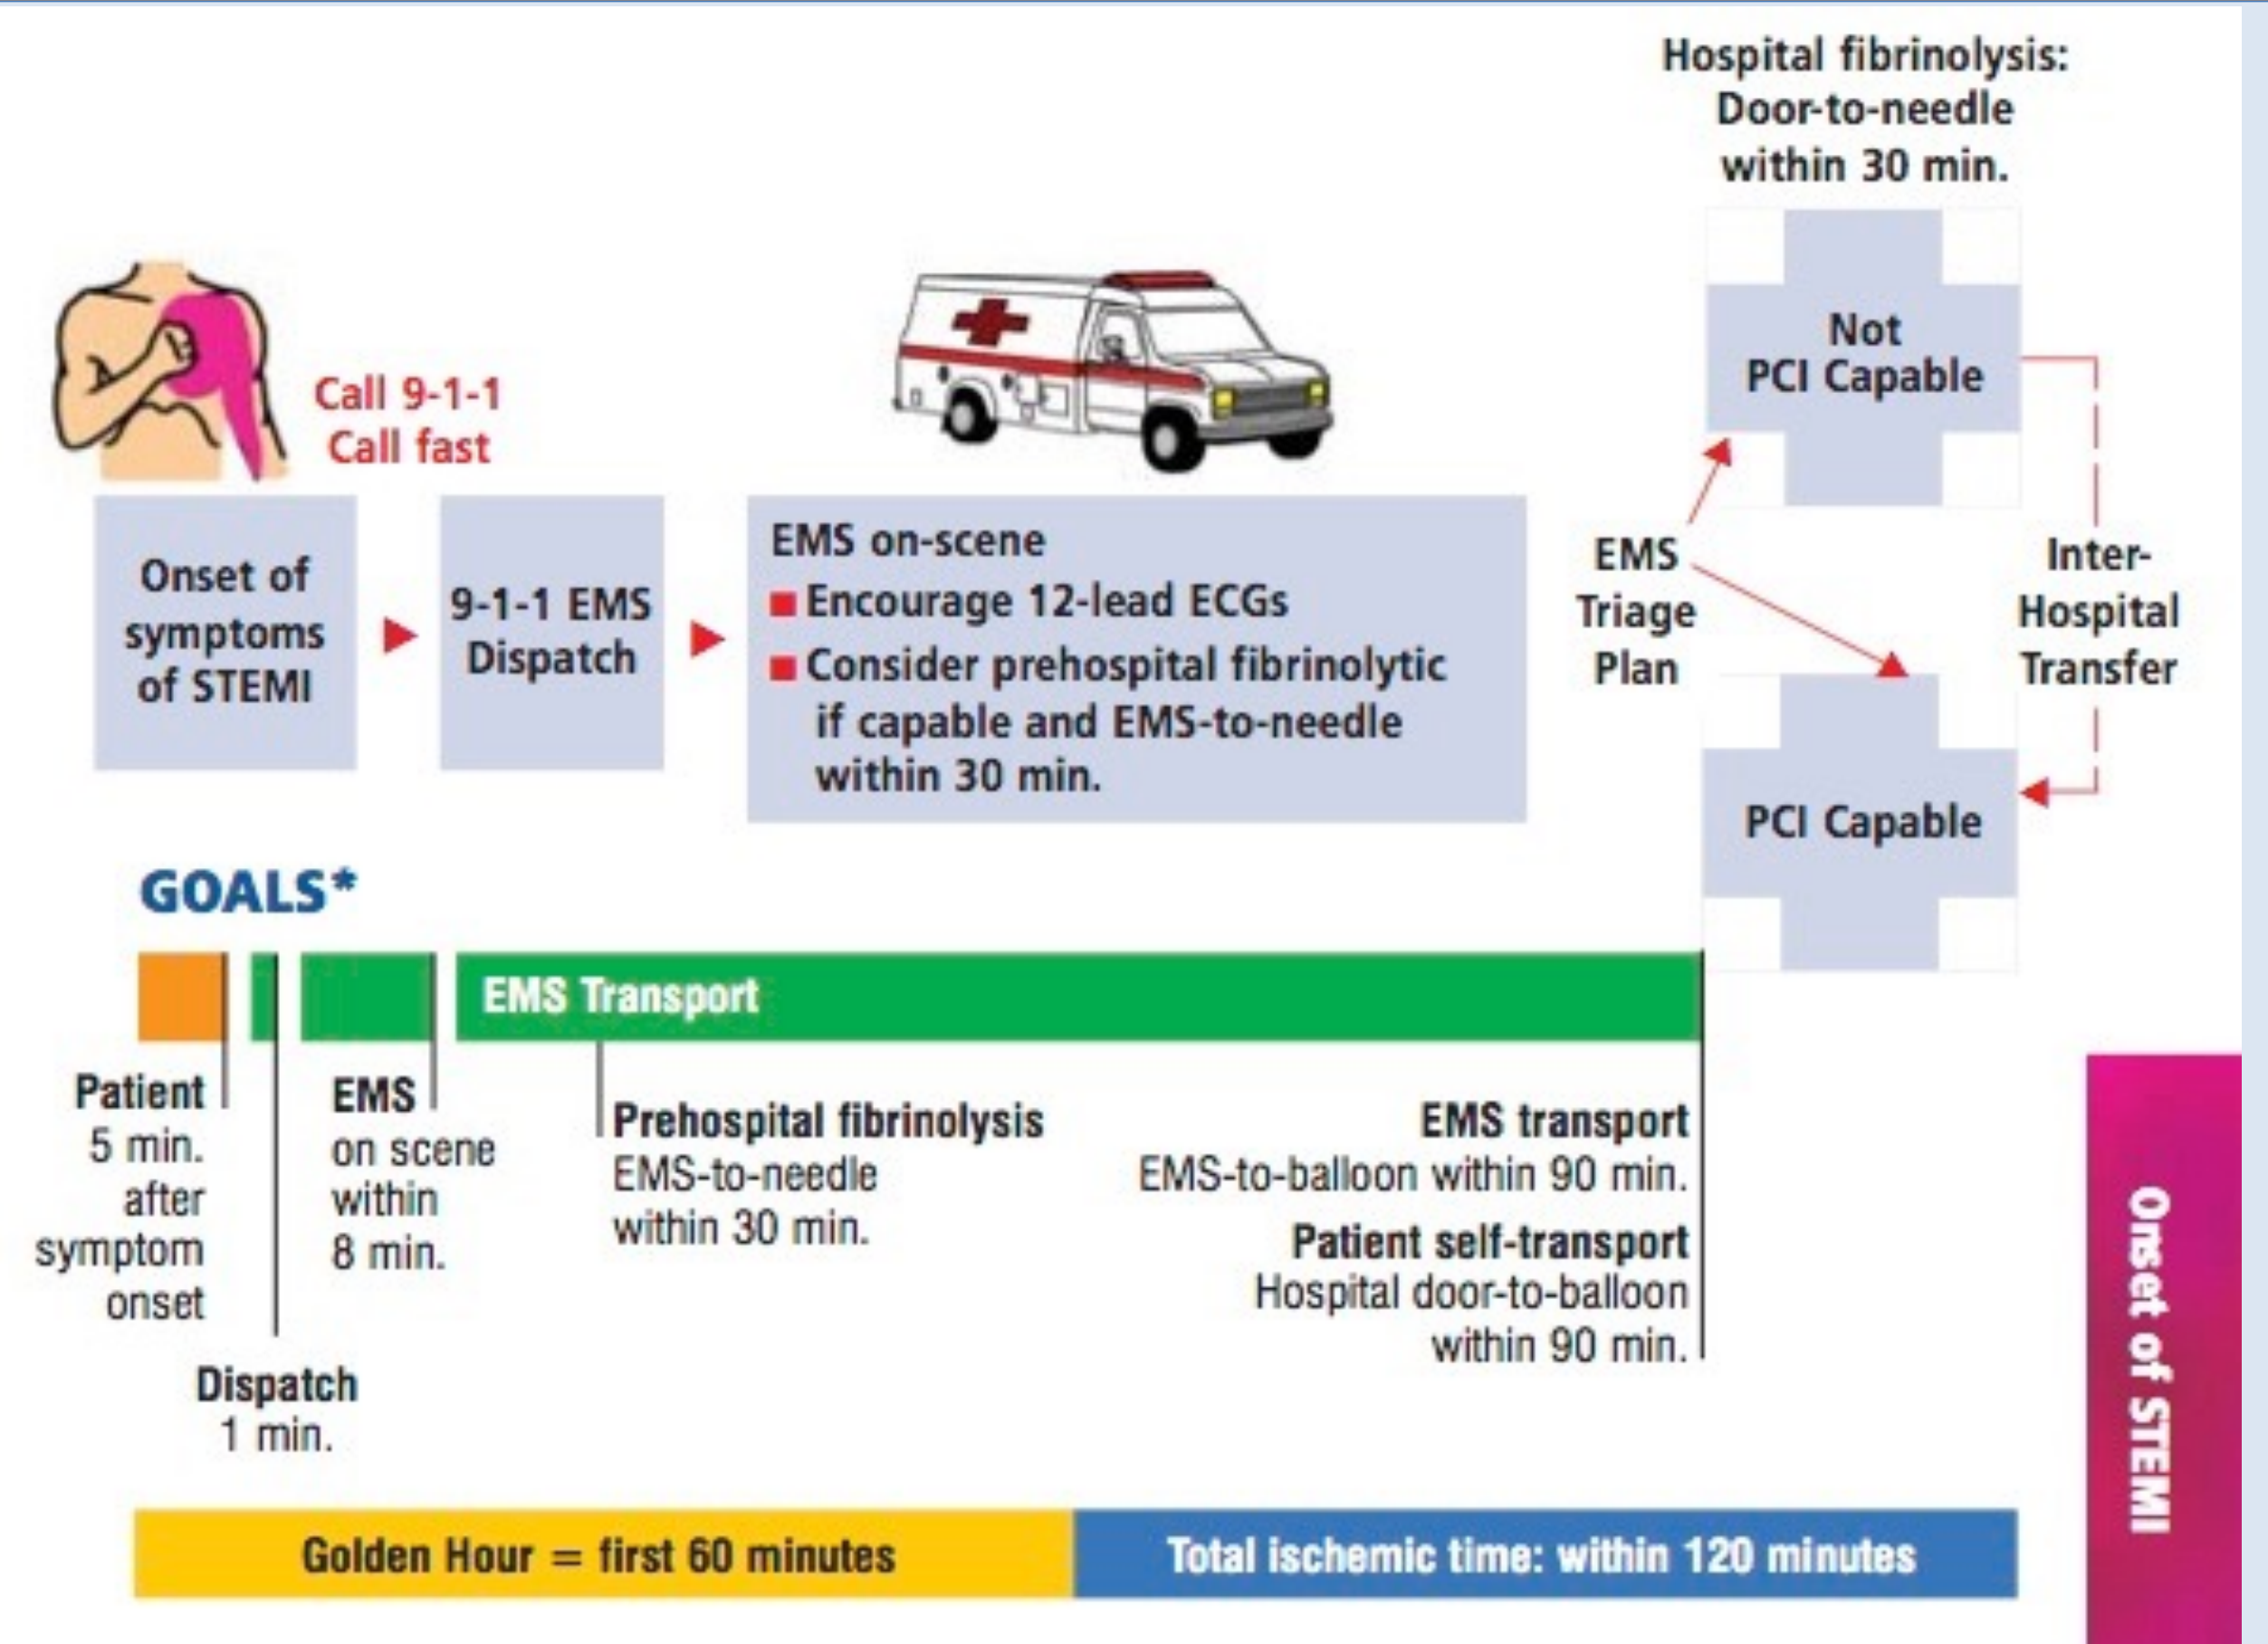 Hospital fibrinolysis:
Door-to-needle
within 30 min.
Not
PCI Capable
Call 9-1-1
Call fast
Onset of
symptoms
of STEMI
9-1-1 EMS
Dispatch
EMS on-scene
Encourage 12-lead ECGs
Consider prehospital fibrinolytic
if capable and EMS-to-needle
within 30 min.
EMS
Triage
Plan
Inter-
Hospital
Transfer
PCI Capable
GOALS*
EMS Transport
Patient
5 min.
after
symptom
onset
Dispatch
1 min.
EMS
on scene
within
8 min.
Prehospital fibrinolysis
EMS-to-needle
within 30 min.
EMS transport
EMS-to-balloon within 90 min.
Patient self-transport
Hospital door-to-balloon
within 90 min.
Golden Hour = first 60 minutes
Total ischemic time: within 120 minutes
Onset of STEMI